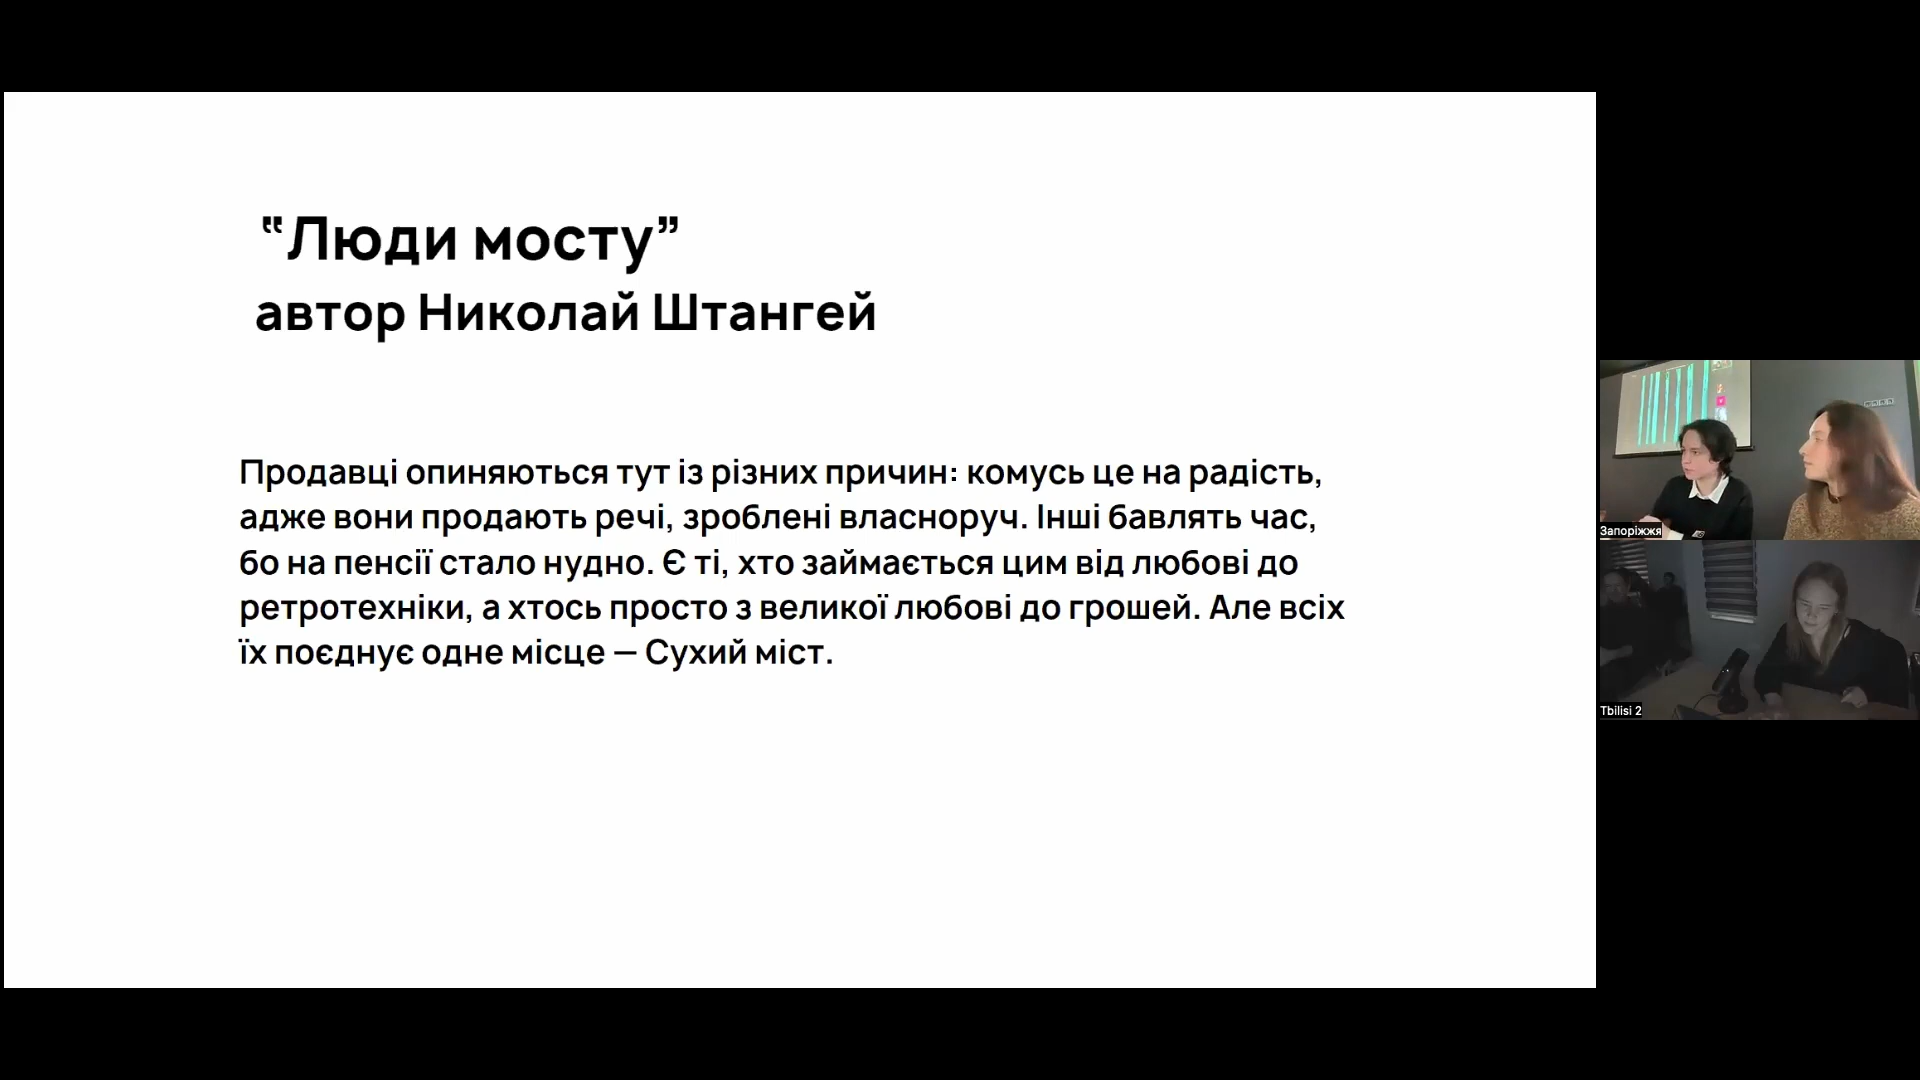 “Люди мосту”
автор Николай Штангей
Продавці опиняються тут із різних причин: комусь це на радість,
адже вони продають речі, зроблені власноруч. Інші бавлять час,
бо на пенсії стало нудно. Є ті, хто займається цим від любові до
ретротехніки, а хтось просто з великої любові до грошей. Але всіх
їх поєднує одне місце — Сухий міст.
Запоріжжя
Tbilisi 2